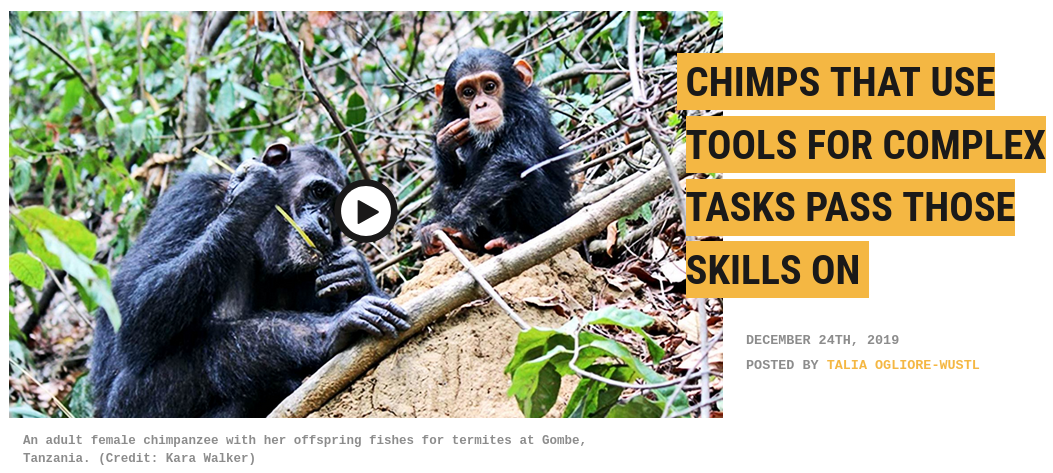 CHIMPS THAT USE
TOOLS FOR COMPLEX
TASKS PASS THOSE
SKILLS ON
DECEMBER 24TH, 2019
POSTED BY TALIA OGLIORE-WUSTL
An adult female chimpanzee with her offspring fishes for termites at Gombe,
Tanzania. (Credit: Kara Walker)